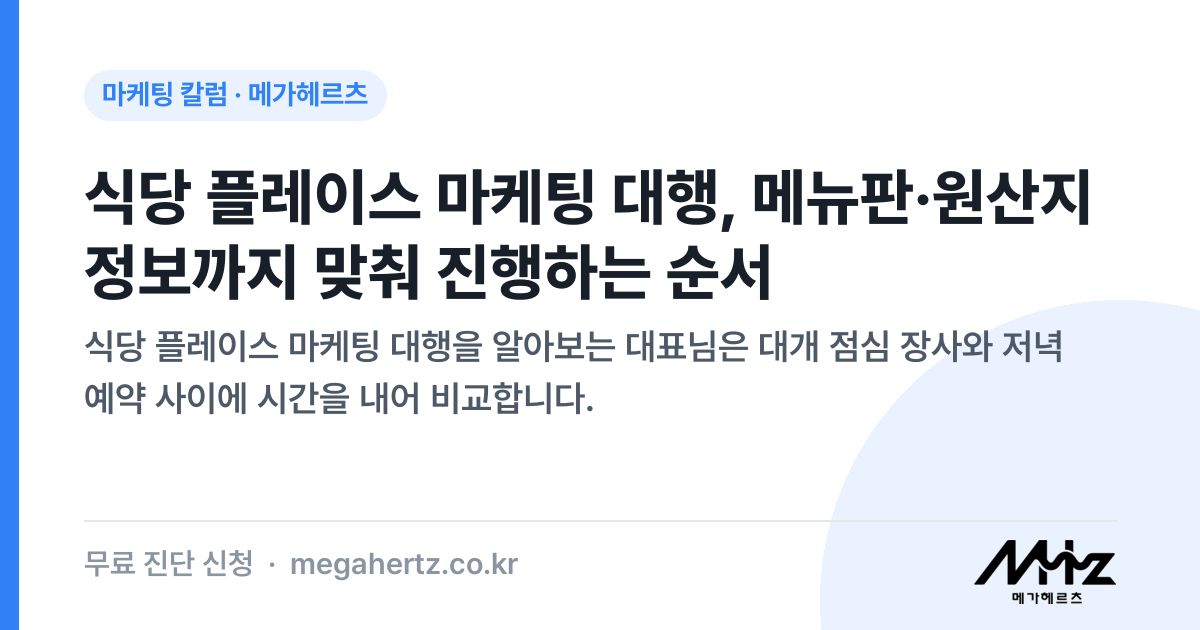 마케팅 칼럼 · 메가헤르츠
식당 플레이스 마케팅 대행, 메뉴판·원산지
정보까지 맞춰 진행하는 순서
식당 플레이스 마케팅 대행을 알아보는 대표님은 대개 점심 장사와 저녁
예약 사이에 시간을 내어 비교합니다.
무료 진단 신청 · megahertz.co.kr
MHz
메가헤르츠